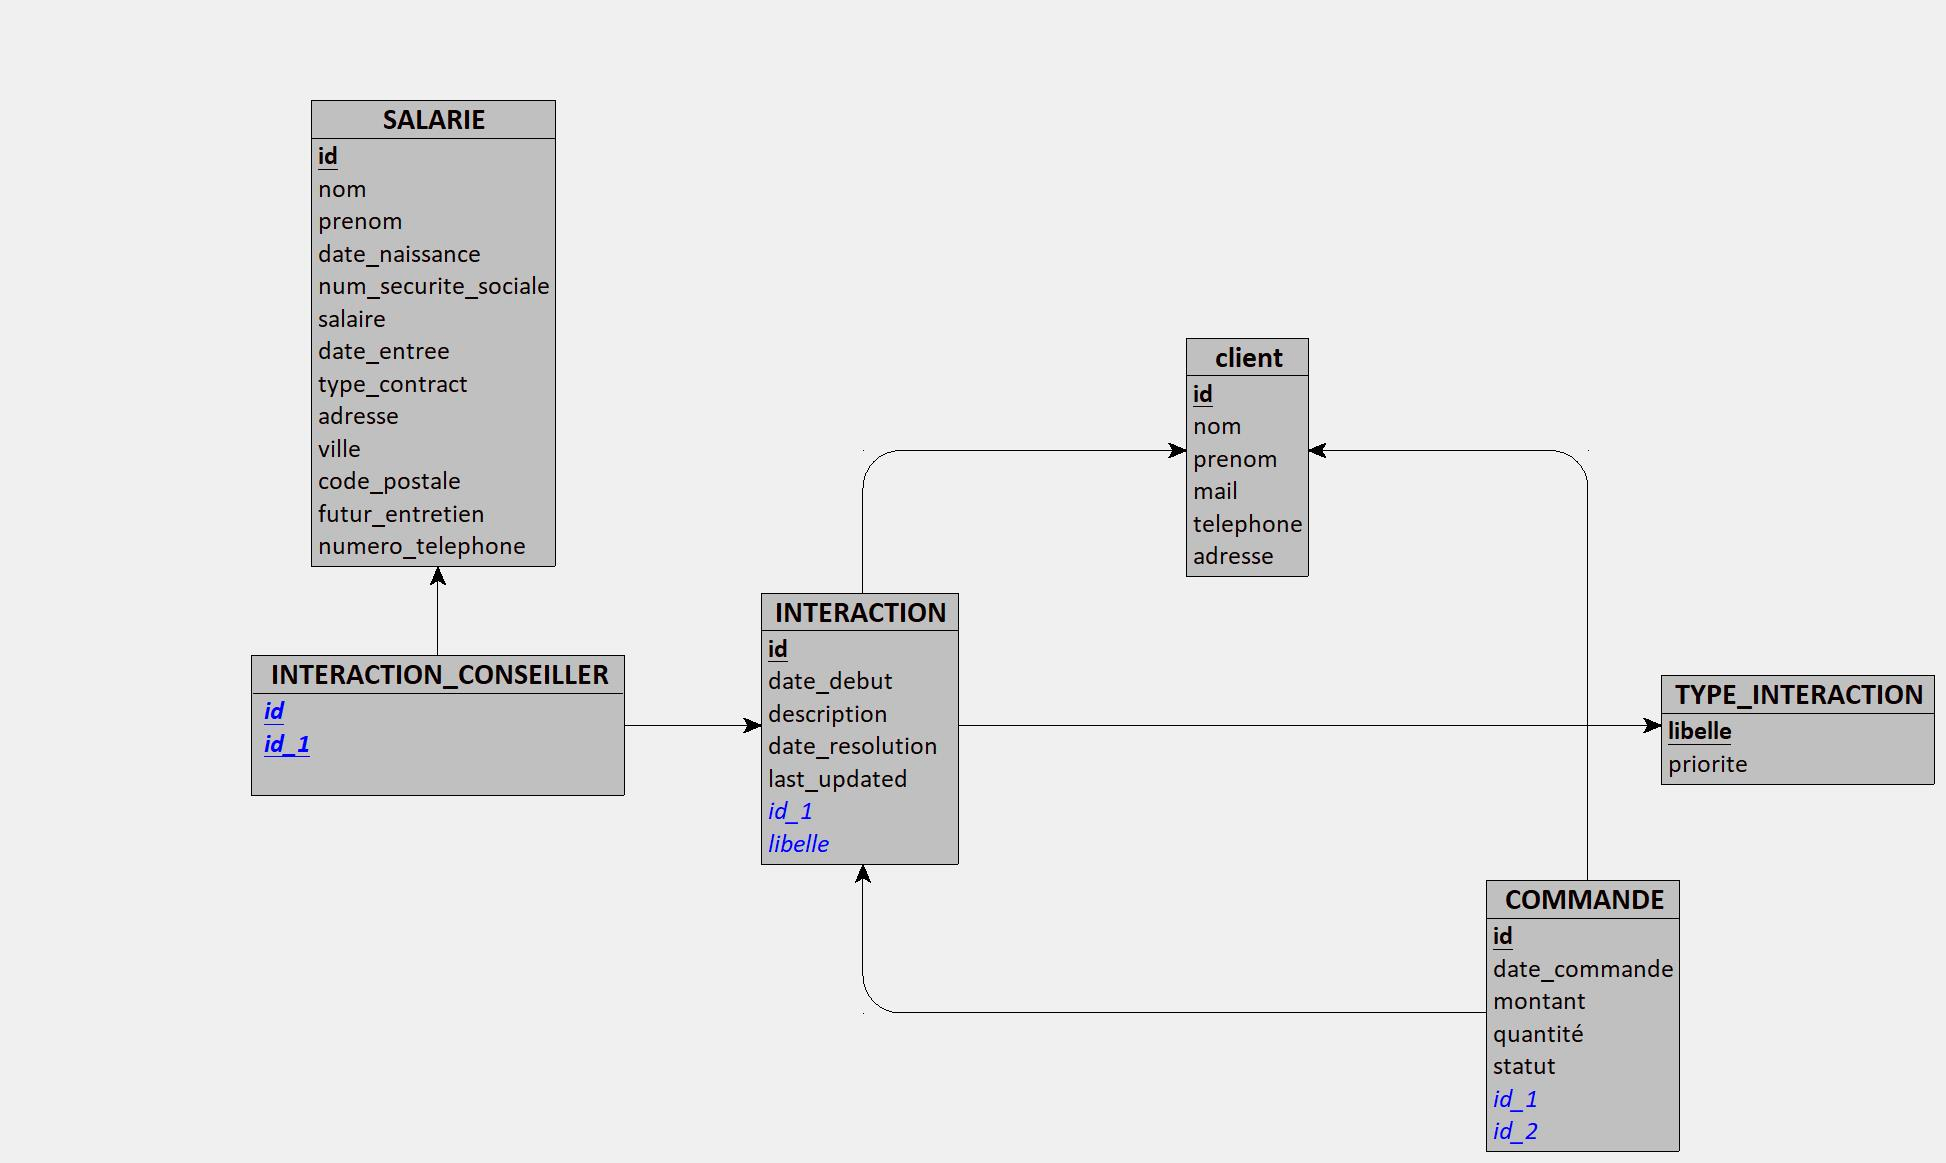 SALARIE
id
nom
prenom
date_naissance
num_securite_sociale
salaire
date_entree
type_contract
adresse
ville
code_postale
futur_entretien
numero_telephone
INTERACTION_CONSEILLER
id
id_1
INTERACTION
id
date_debut
description
date_resolution
last_updated
id_1
libelle
client
id
nom
prenom
mail
telephone
adresse
TYPE_INTERACTION
libelle
priorite
COMMANDE
id
date_commande
montant
quantité
statut
id_1
id_2